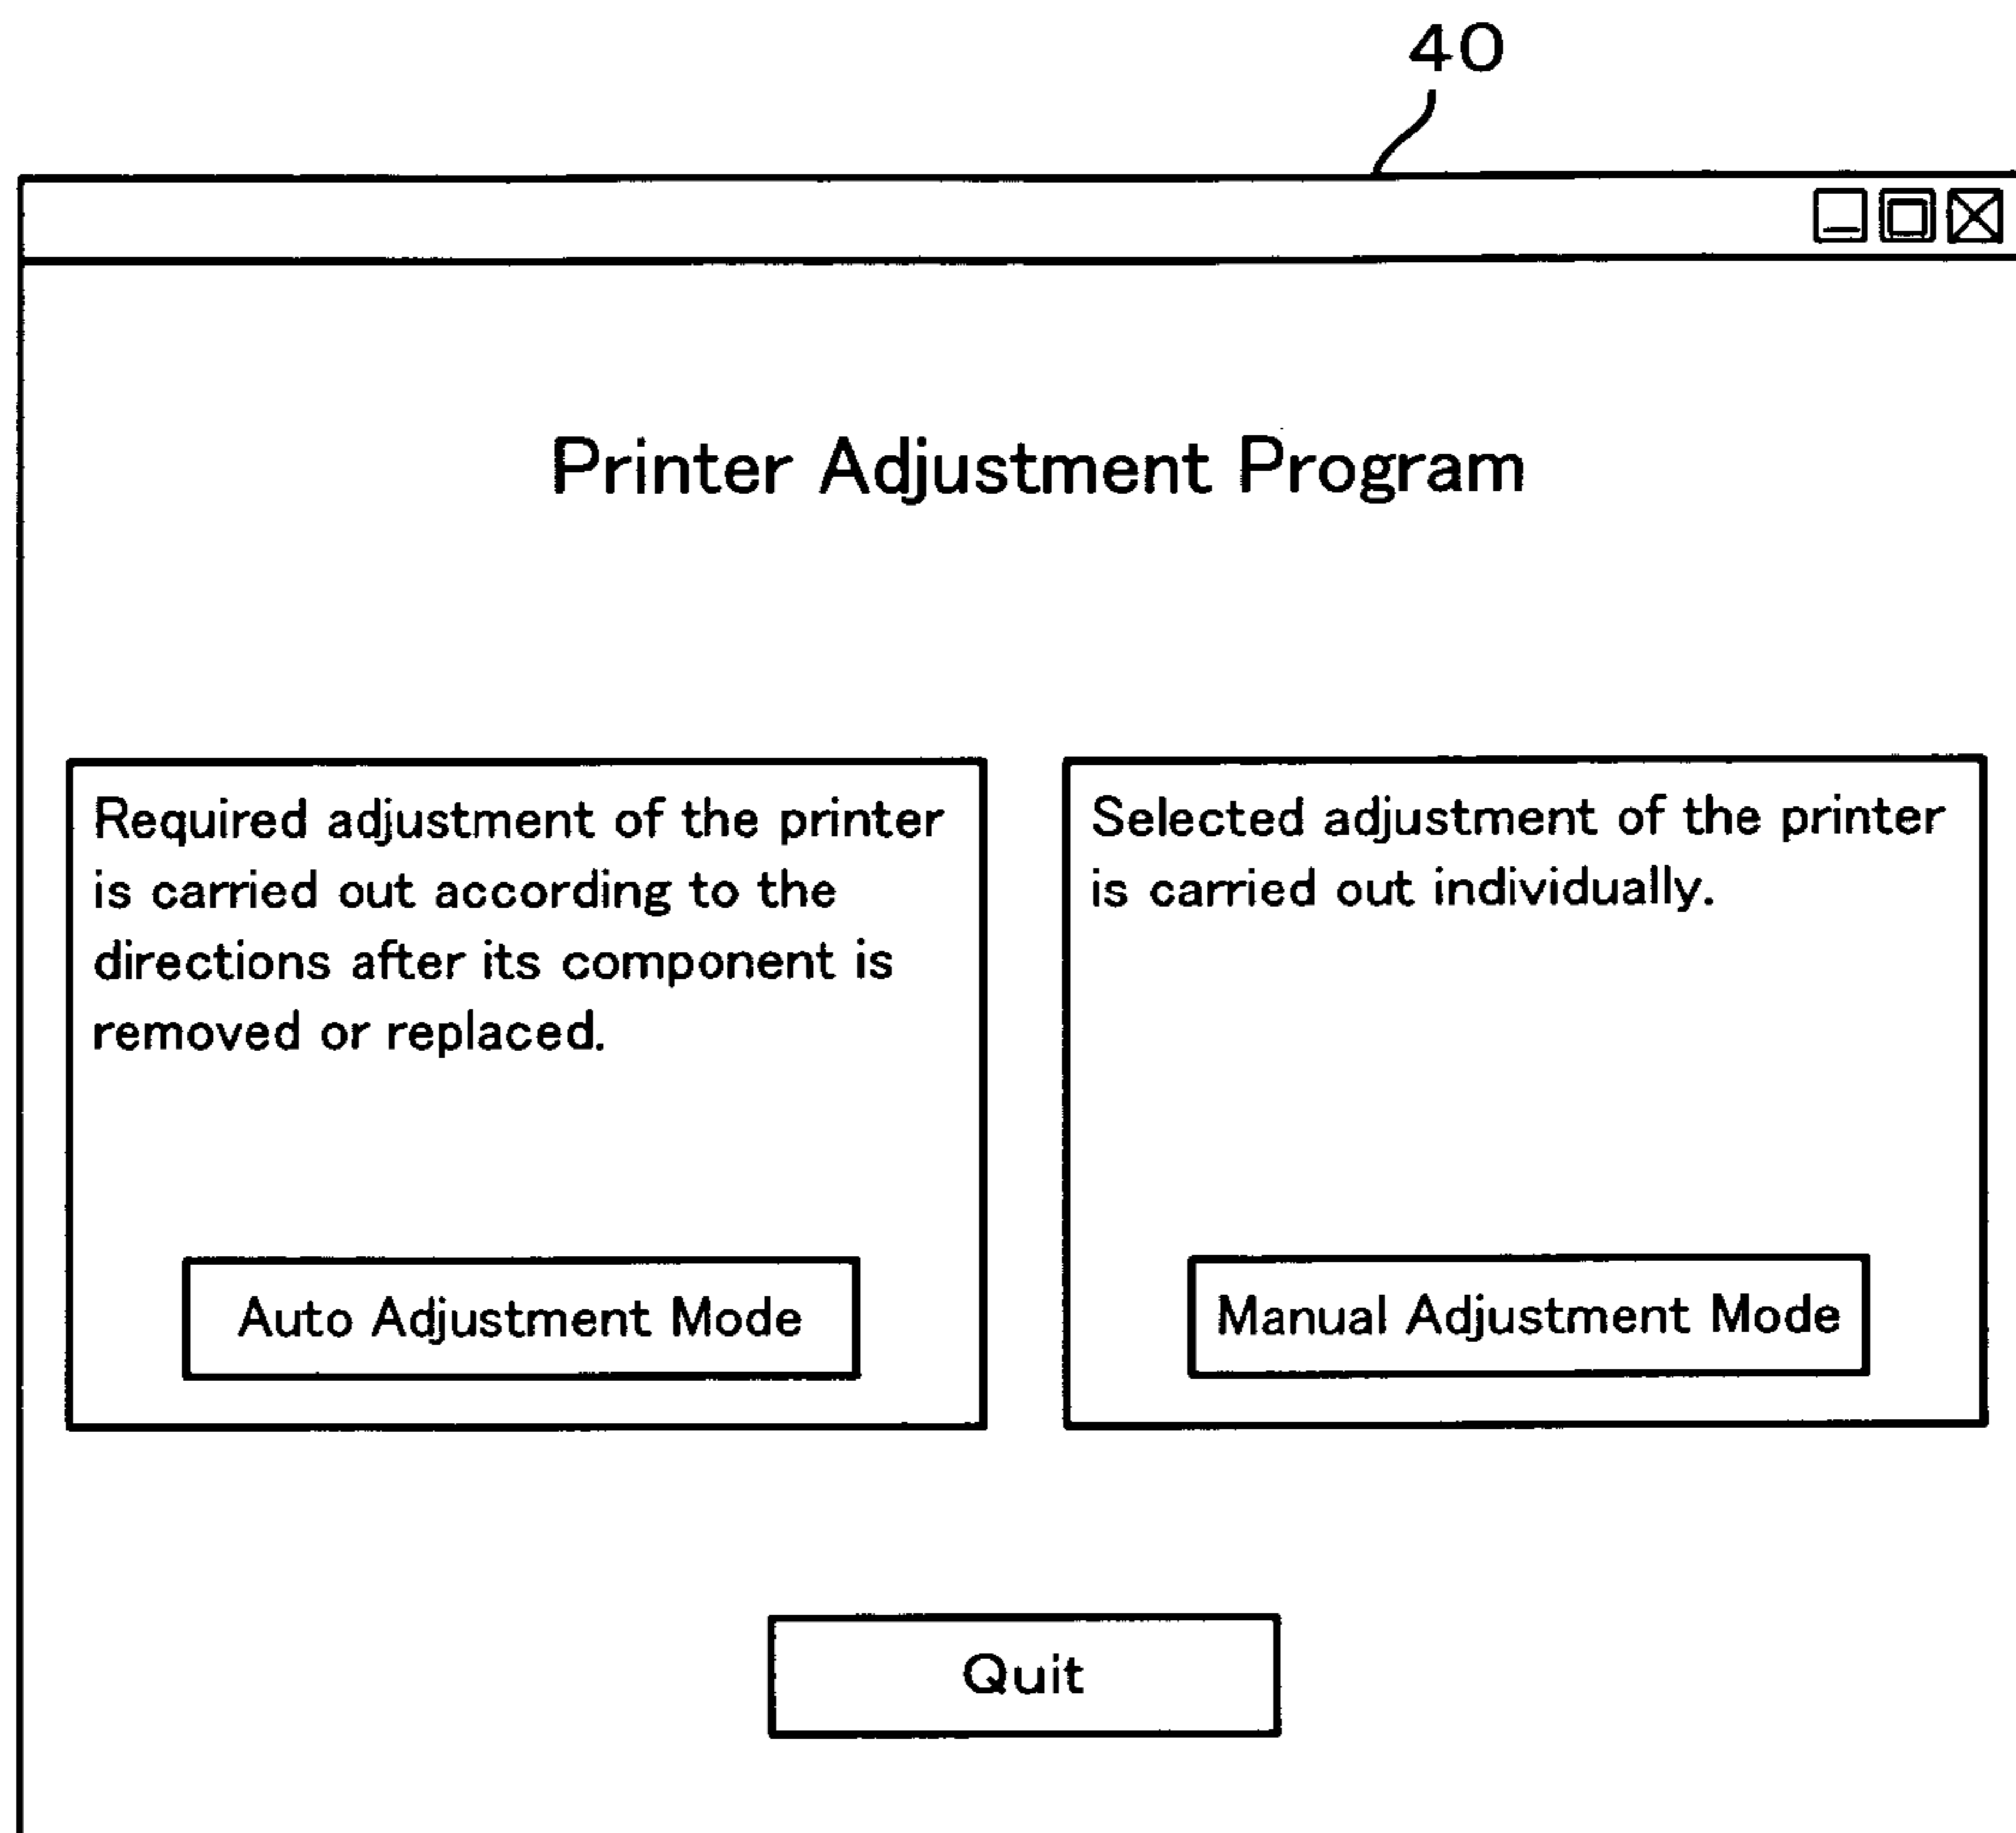 40
Printer Adjustment Program
Required adjustment of the printer
is carried out according to the
directions after its component is
removed or replaced.
Auto Adjustment Mode
Selected adjustment of the printer
is carried out individually.
Manual Adjustment Mode
Quit